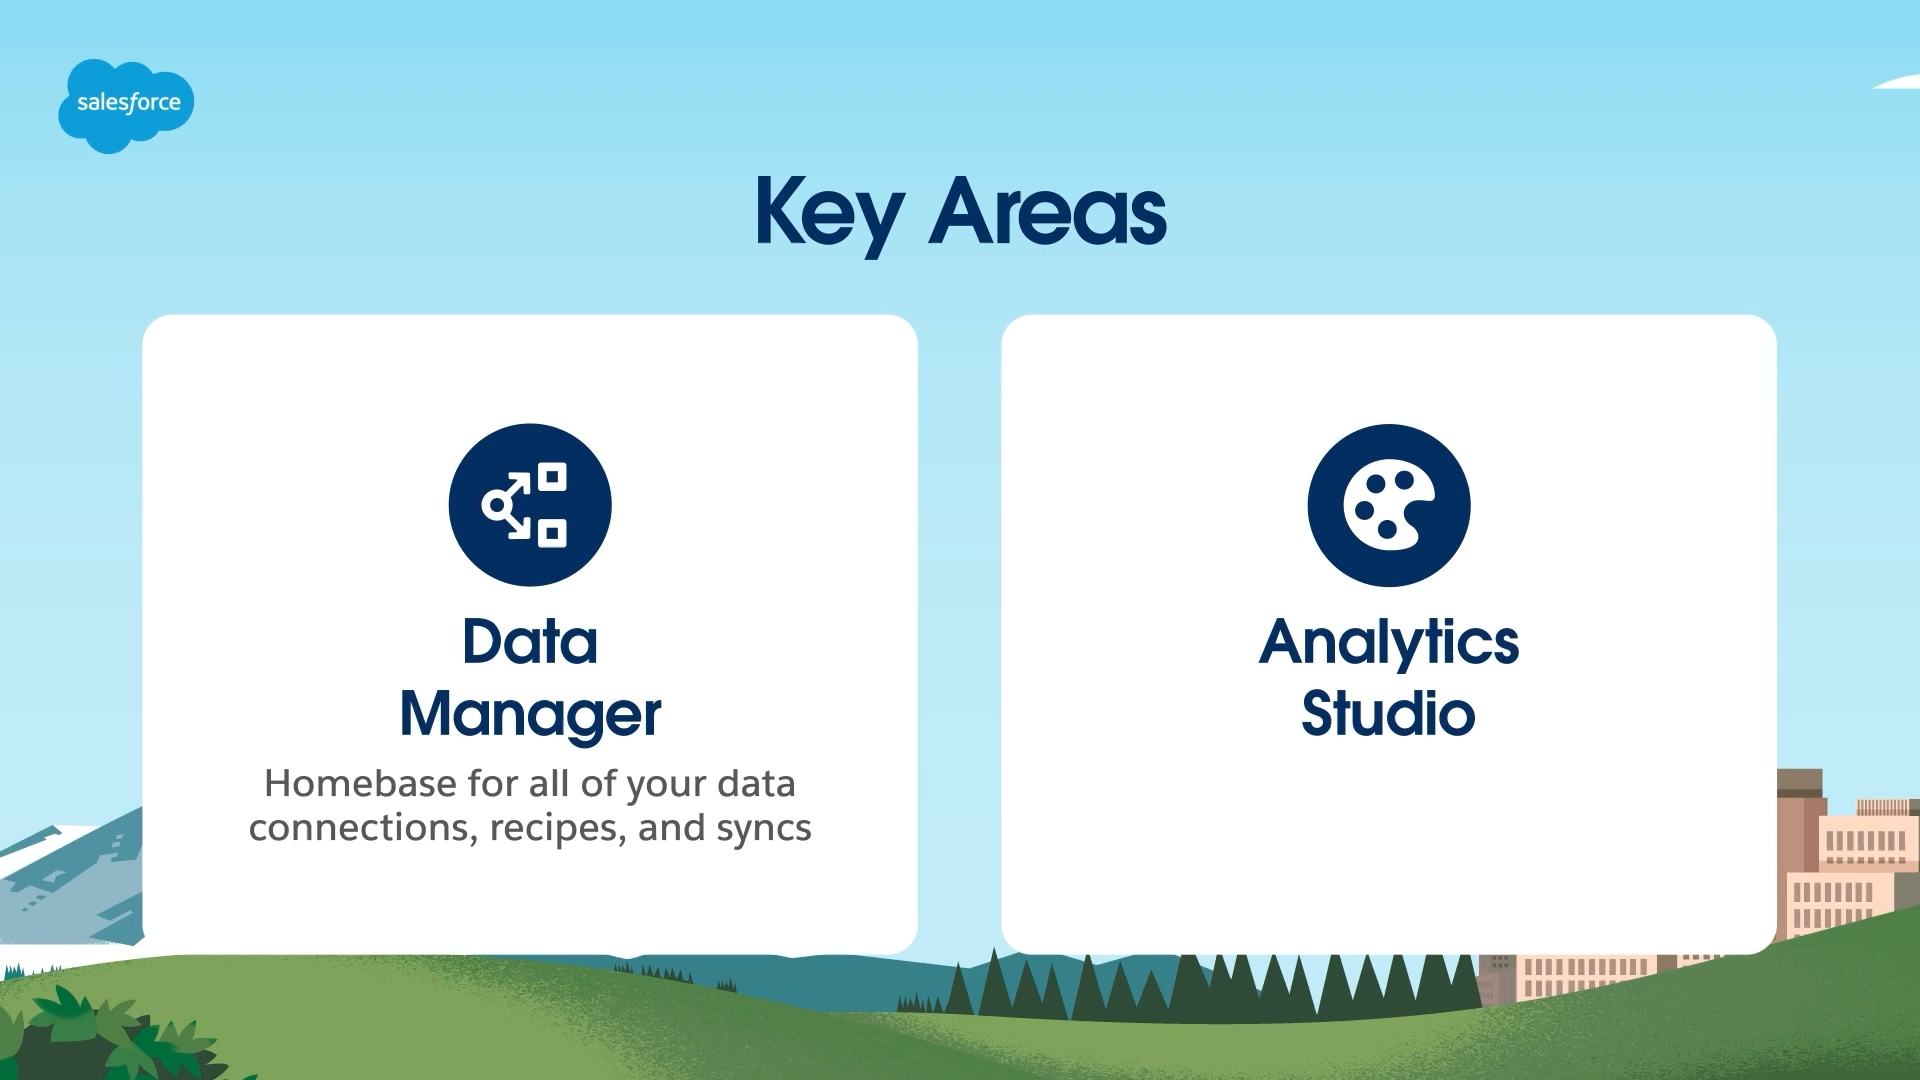 salesforce
Key Areas
Data
Manager
Homebase for all of your data
connections, recipes, and syncs
Analytics
Studio